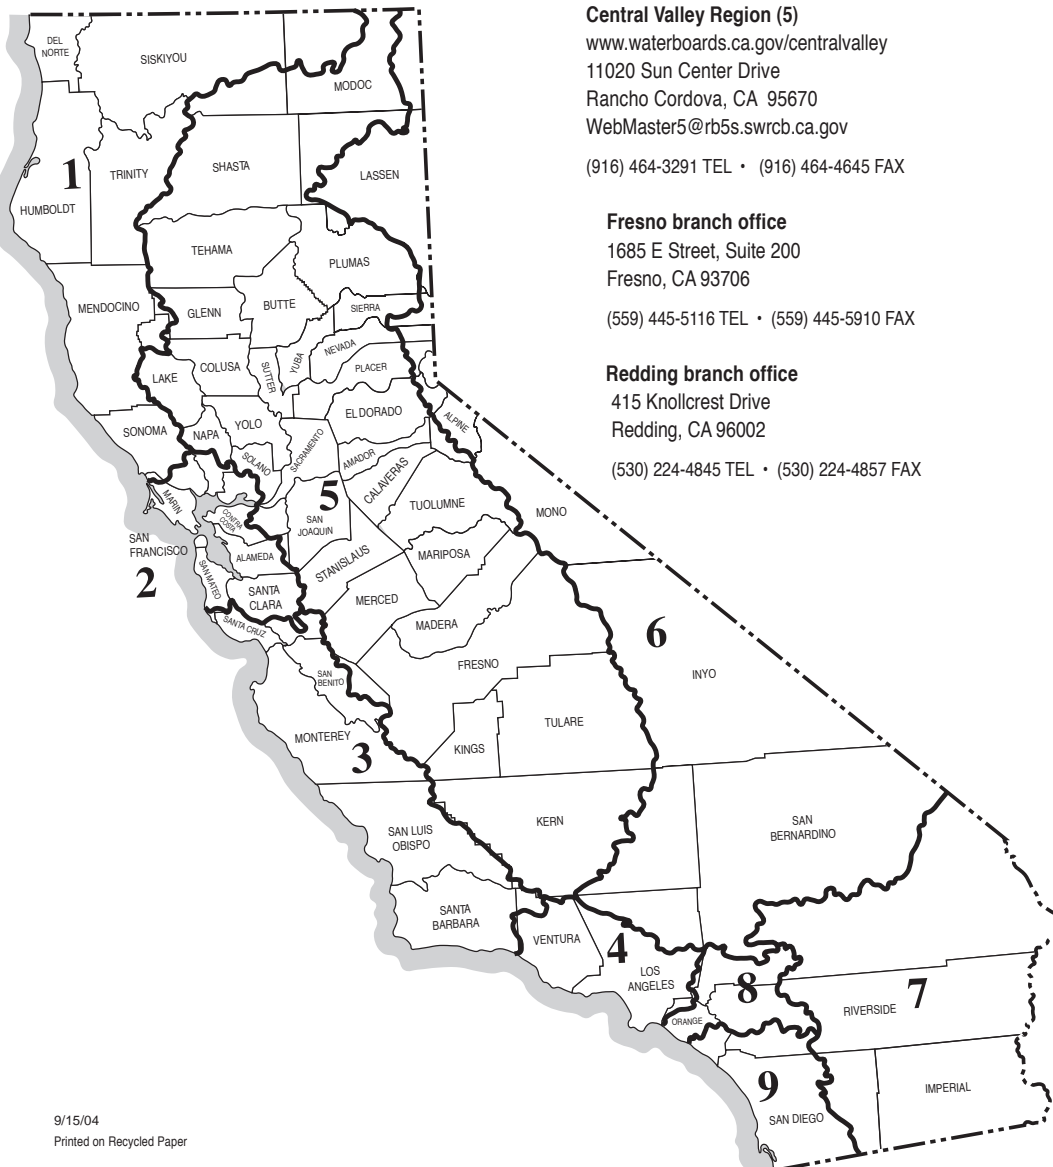 Central Valley Region (5)
www.waterboards.ca.gov/centralvalley
11020 Sun Center Drive
Rancho Cordova, CA 95670
WebMaster5@rb5s.swrcb.ca.gov
(916) 464-3291 TEL • (916) 464-4645 FAX
Fresno branch office
1685 E Street, Suite 200
Fresno, CA 93706
(559) 445-5116 TEL • (559) 445-5910 FAX
Redding branch office
415 Knollcrest Drive
Redding, CA 96002
(530) 224-4845 TEL • (530) 224-4857 FAX
DEL
NORTE
SISKIYOU
MODOC
1
TRINITY
SHASTA
LASSEN
HUMBOLDT
TEHAMA
PLUMAS
MENDOCINO
GLENN
BUTTE
SIERRA
LAKE
COLUSA
SUTTER
YUBA
NEVADA
PLACER
SONOMA
NAPA
YOLO
EL DORADO
ALPINE
SOLANO
SACRAMENTO
AMADOR
CALAVERAS
MARIN
5
TUOLUMNE
MONO
CONTRA
COSTA
SAN
JOAQUIN
SAN
FRANCISCO
ALAMEDA
STANISLAUS
MARIPOSA
2
SAN MATEO
SANTA
CLARA
MERCED
SANTA CRUZ
MADERA
6
SAN
BENITO
FRESNO
INYO
MONTEREY
3
KINGS
TULARE
SAN LUIS
OBISPO
KERN
SAN
BERNARDINO
SANTA
BARBARA
VENTURA
4
LOS
ANGELES
8
ORANGE
RIVERSIDE
7
9
SAN DIEGO
IMPERIAL
9/15/04
Printed on Recycled Paper